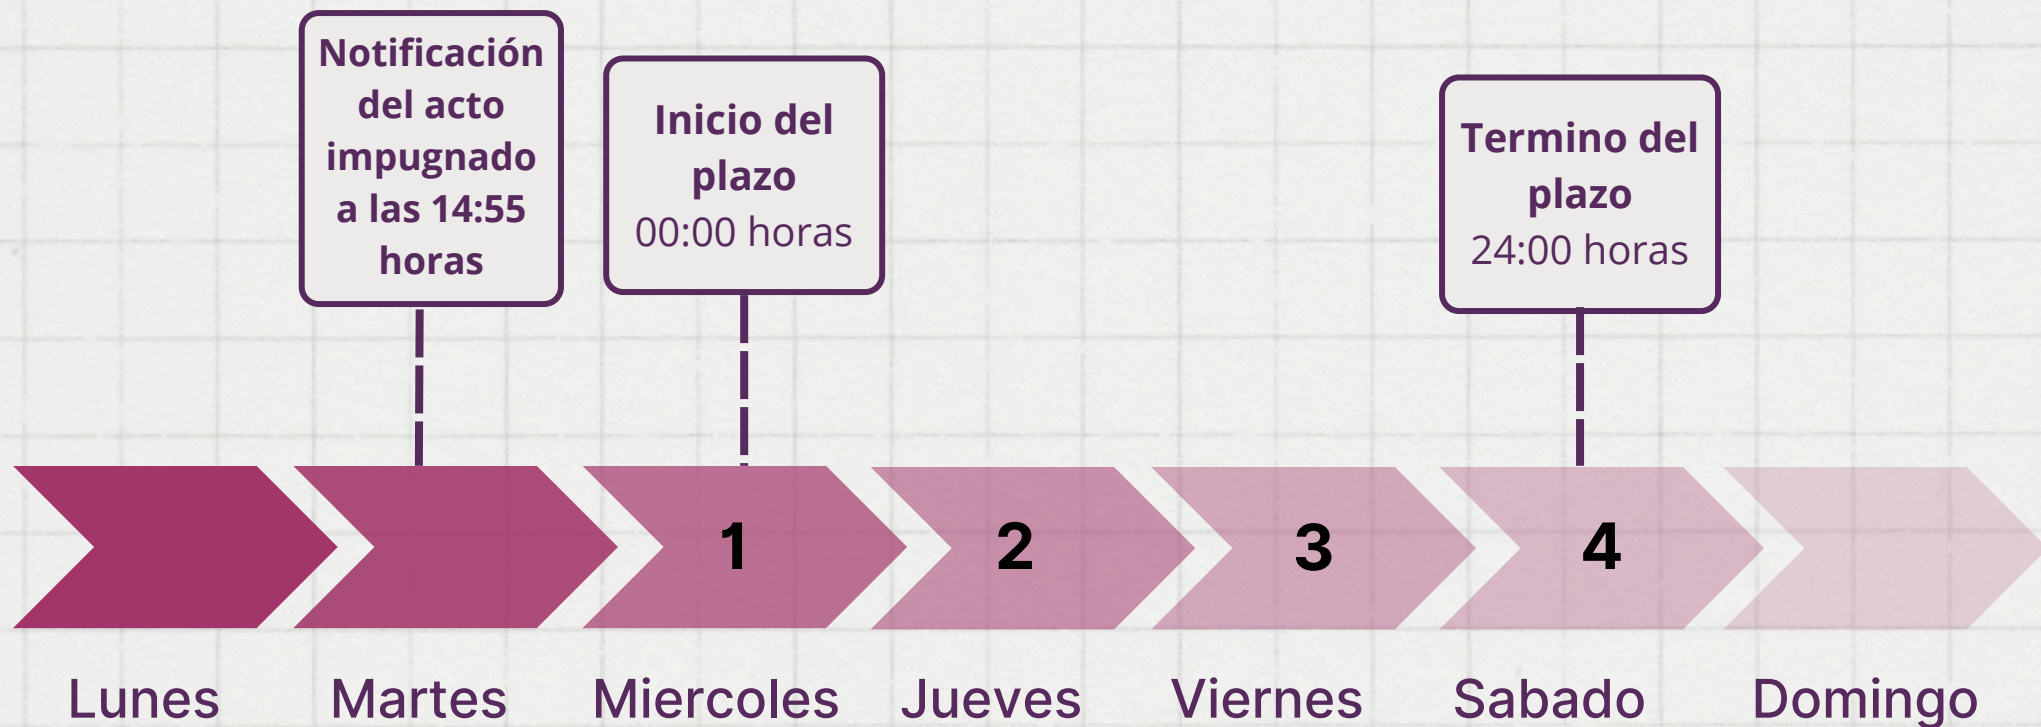 Notificación
del acto
impugnado
a las 14:55
horas
Inicio del
plazo
00:00 horas
Termino del
plazo
24:00 horas
1
2
3
4
Lunes
Martes
Miercoles
Jueves
Viernes
Sabado
Domingo